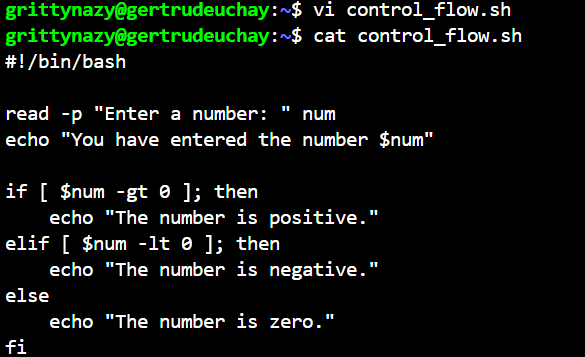 grittynazy@gertrudeuchay:~$ vi control_flow.sh
grittynazy@gertrudeuchay:~$ cat control_flow.sh
#!/bin/bash

read -p "Enter a number: " num
echo "You have entered the number $num"

if [ $num -gt 0 ]; then
    echo "The number is positive."
elif [ $num -lt 0 ]; then
    echo "The number is negative."
else
    echo "The number is zero."
fi